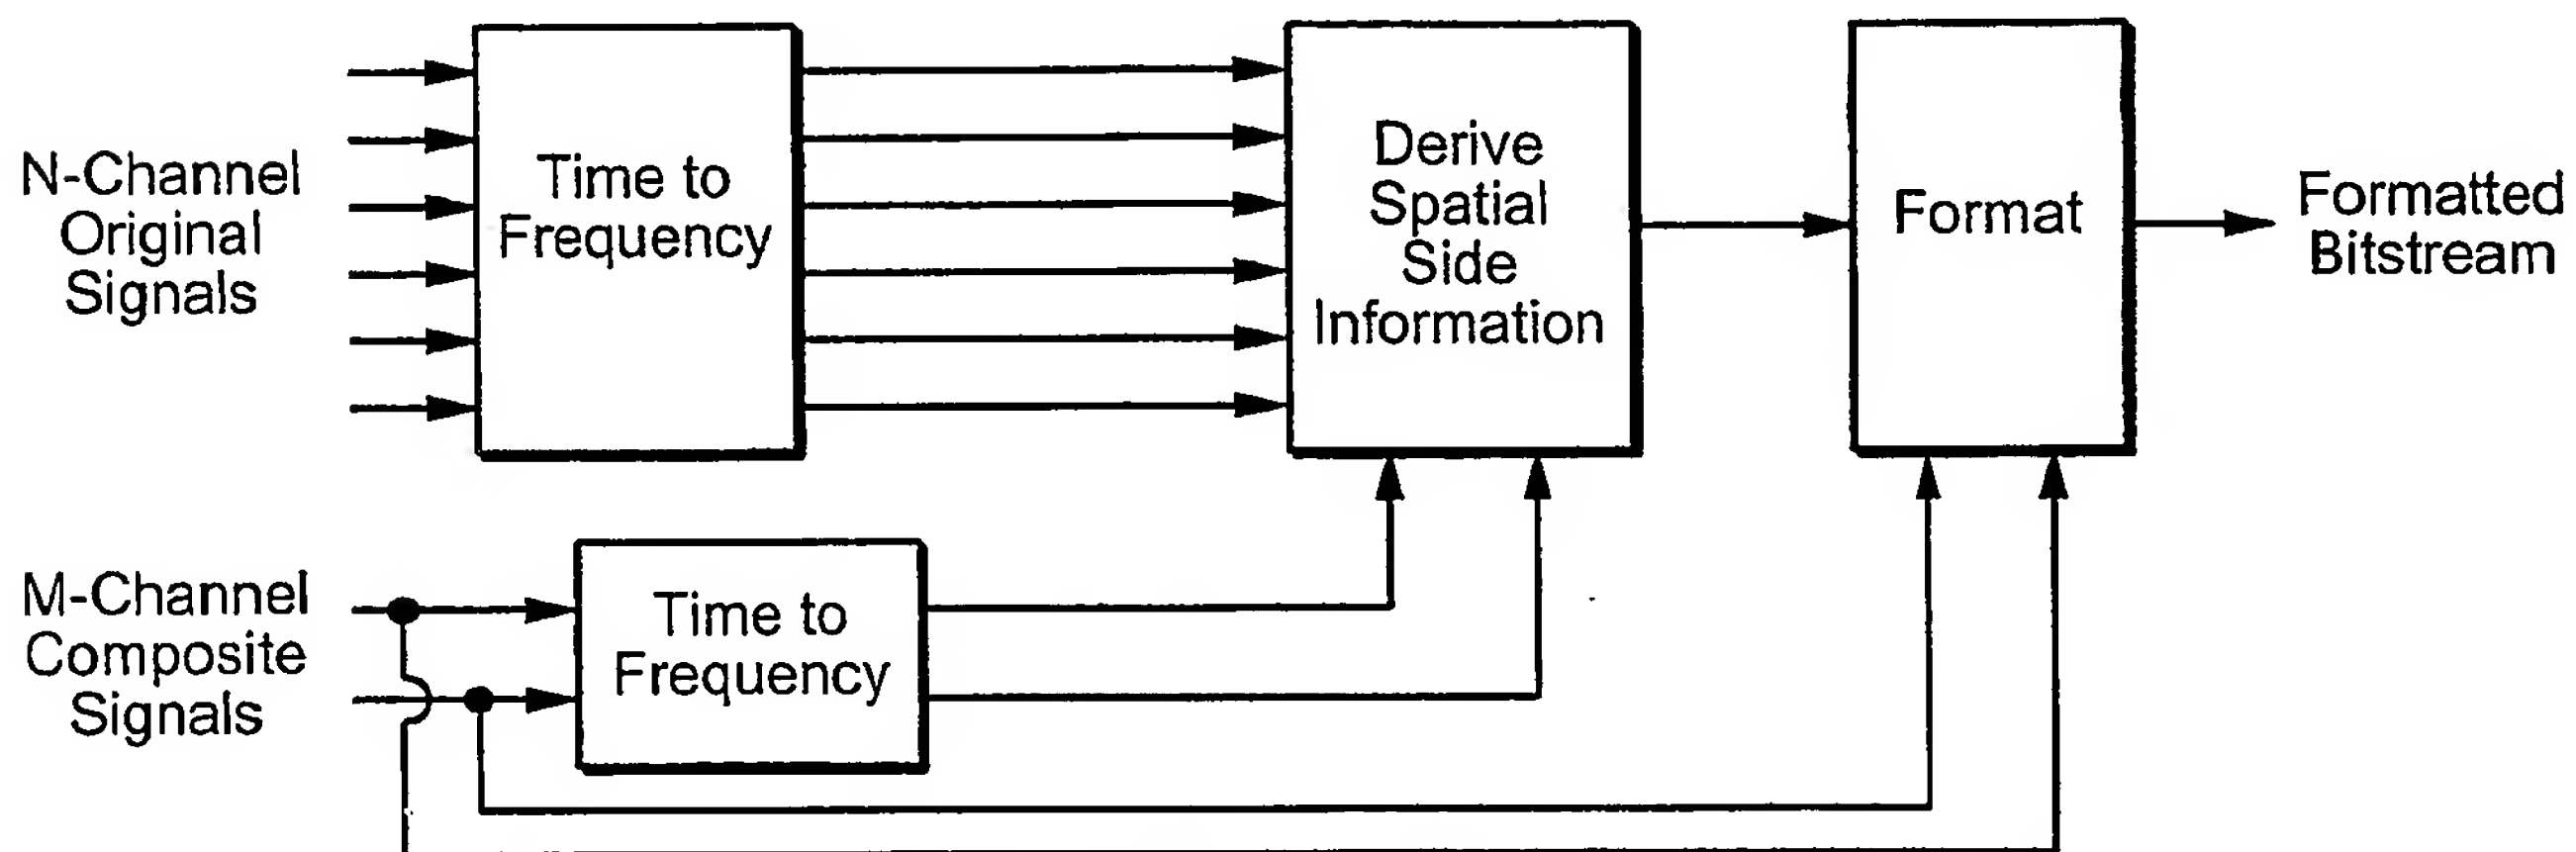 N-Channel
Original
Signals
Time to
Frequency
Derive
Spatial
Side
Information
Format
Formatted
Bitstream
M-Channel
Composite
Signals
Time to
Frequency